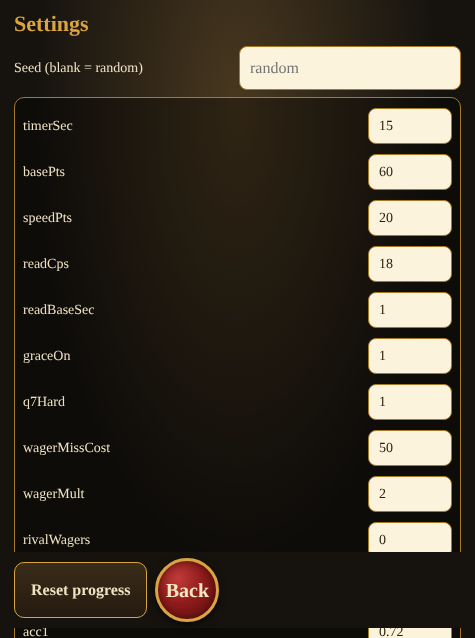 Settings
Seed (blank = random) random
timerSec 15
basePts 60
speedPts 20
readCps 18
readBaseSec 1
graceOn 1
q7Hard 1
wagerMissCost 50
wagerMult 2
rivalWagers 0
Reset progress Back
acc1 0.72